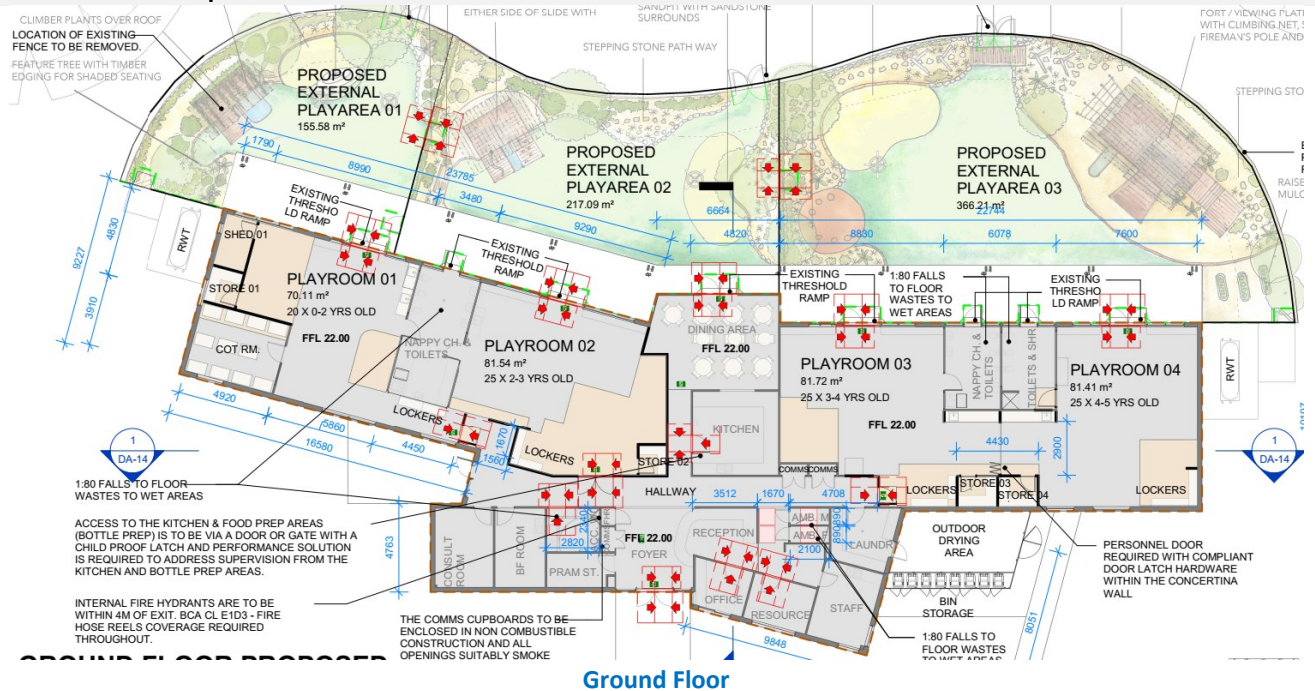 CLIMBER PLANTS OVER ROOF
LOCATION OF EXISTING
FENCE TO BE REMOVED.
FEATURE TREE WITH TIMBER
EDGING FOR SHADED SEATING
EITHER SIDE OF SLIDE WITH
SANDPIT WITH SANDSTONE
SURROUNDS
STEPPING STONE PATH WAY
FORT / VIEWING PLAT
WITH CLIMBING NET, S
FIREMAN'S POLE AND
STEPPING STO
RAISE
MULC
PROPOSED
EXTERNAL
PLAYAREA 01
155.58 m²
PROPOSED
EXTERNAL
PLAYAREA 02
217.09 m²
PROPOSED
EXTERNAL
PLAYAREA 03
366.21 m²
1790
8990
23785
3480
9290
6664
4820
22744
8830
6078
7600
9227
4830
3910
RWT
SHED 01
STORE 01
COT RM.
EXISTING
THRESHO
LD RAMP
PLAYROOM 01
70.11 m²
20 X 0-2 YRS OLD
FFL 22.00
NAPPY CH. &
TOILETS
EXISTING
THRESHOLD
RAMP
PLAYROOM 02
81.54 m²
25 X 2-3 YRS OLD
DINING AREA
FFL 22.00
EXISTING
THRESHOLD
RAMP
1:80 FALLS
TO FLOOR
WASTES TO
WET AREAS
EXISTING
THRESHO
LD RAMP
PLAYROOM 03
81.72 m²
25 X 3-4 YRS OLD
FFL 22.00
NAPPY CH. &
TOILETS
TOILETS & SHR
PLAYROOM 04
81.41 m²
25 X 4-5 YRS OLD
RWT
4920
5860
4450
16580
LOCKERS
1670
1560
LOCKERS
STORE 02
KITCHEN
COMMS
COMMS
4430
2900
LOCKERS
STORE 03
STORE 04
LOCKERS
1
DA-14
1
DA-14
1:80 FALLS TO FLOOR
WASTES TO WET AREAS
HALLWAY
3512
1670
4708
ACCESS TO THE KITCHEN & FOOD PREP AREAS
(BOTTLE PREP) IS TO BE VIA A DOOR OR GATE WITH A
CHILD PROOF LATCH AND PERFORMANCE SOLUTION
IS REQUIRED TO ADDRESS SUPERVISION FROM THE
KITCHEN AND BOTTLE PREP AREAS.
INTERNAL FIRE HYDRANTS ARE TO BE
WITHIN 4M OF EXIT. BCA CL E1D3 - FIRE
HOSE REELS COVERAGE REQUIRED
THROUGHOUT.
4763
CONSULT
ROOM
BF ROOM
2820
2340
PRAM ST.
FFL 22.00
FOYER
RECEPTION
OFFICE
RESOURCE
STAFF
LAUNDRY
2100
890
890
9848
OUTDOOR
DRYING
AREA
BIN
STORAGE
8051
PERSONNEL DOOR
REQUIRED WITH COMPLIANT
DOOR LATCH HARDWARE
WITHIN THE CONCERTINA
WALL
THE COMMS CUPBOARDS TO BE
ENCLOSED IN NON COMBUSTIBLE
CONSTRUCTION AND ALL
OPENINGS SUITABLY SMOKE
1:80 FALLS TO
FLOOR WASTES
TO WET AREAS
GROUND FLOOR PROPOSED
Ground Floor